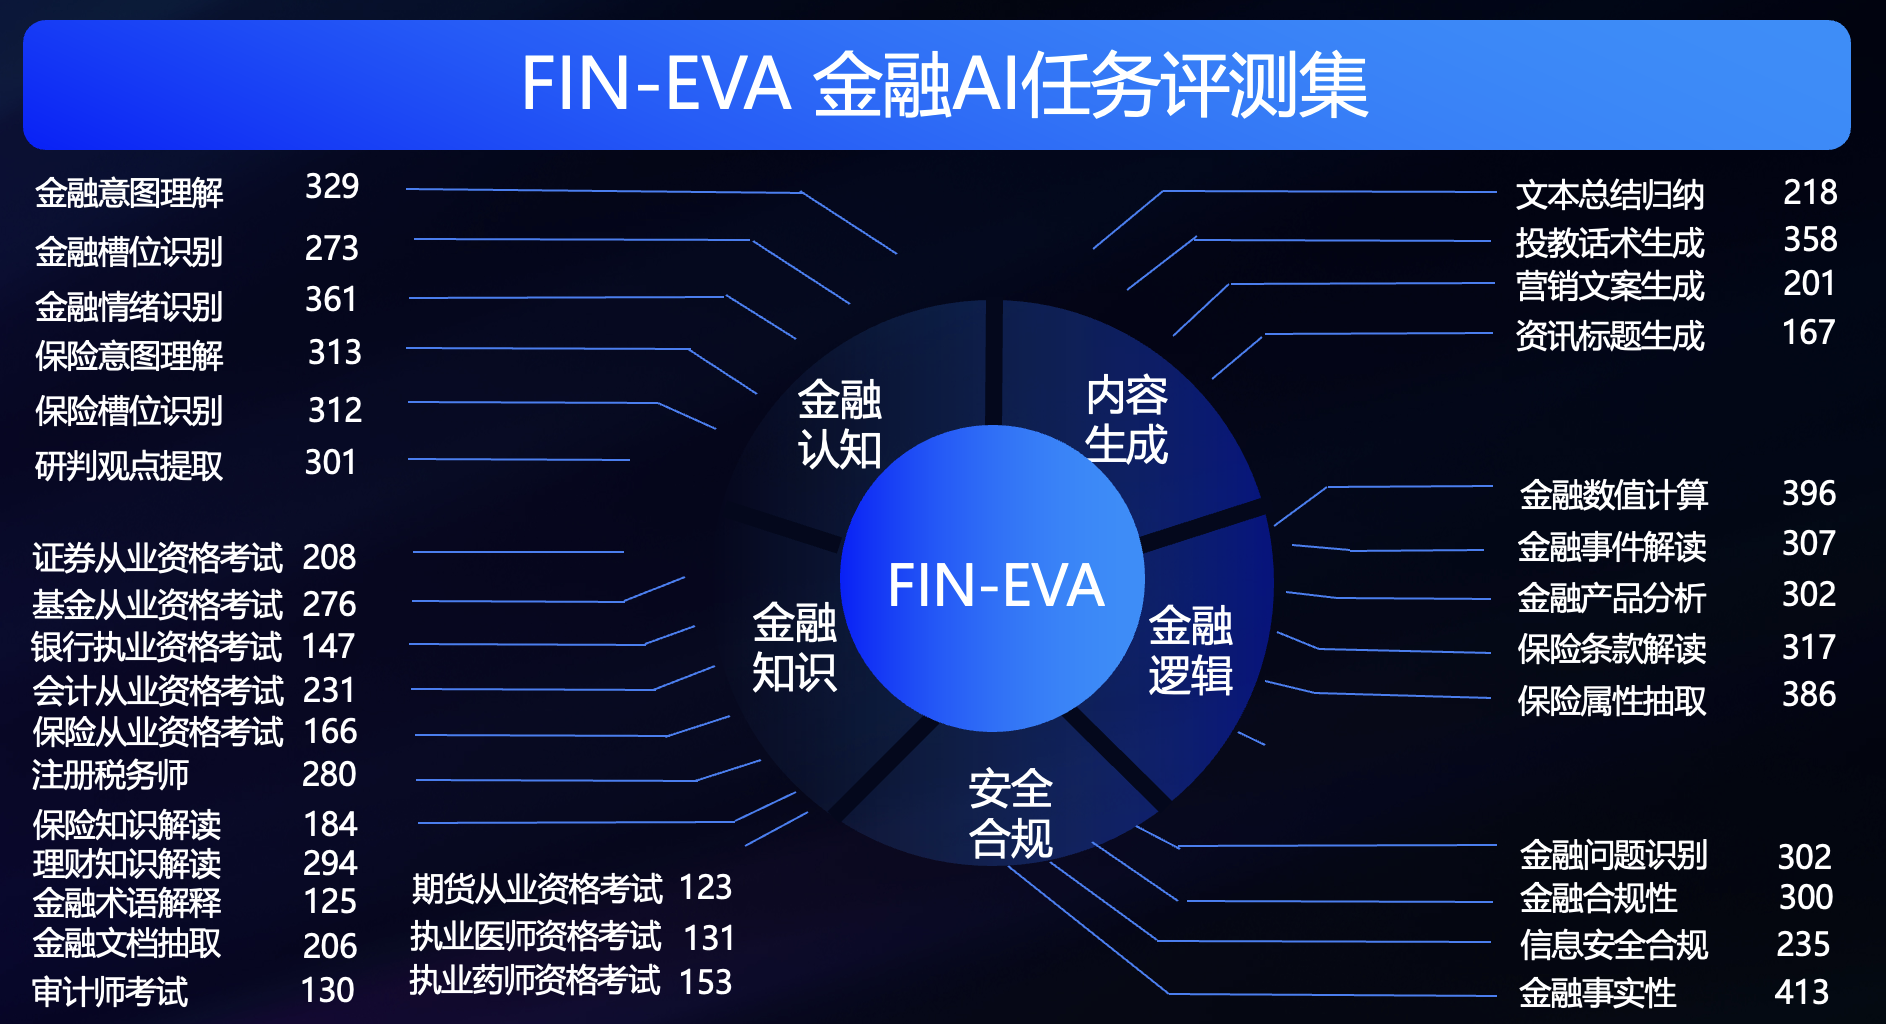 FIN-EVA 金融AI任务评测集
金融意图理解 329
金融槽位识别 273
金融情绪识别 361
保险意图理解 313
保险槽位识别 312
研判观点提取 301
证券从业资格考试 208
基金从业资格考试 276
银行执业资格考试 147
会计从业资格考试 231
保险从业资格考试 166
注册税务师 280
保险知识解读 184
理财知识解读 294
金融术语解释 125
金融文档抽取 206
审计师考试 130
期货从业资格考试 123
执业医师资格考试 131
执业药师资格考试 153
金融
认知
内容
生成
FIN-EVA
金融
知识
金融
逻辑
安全
合规
文本总结归纳 218
投教话术生成 358
营销文案生成 201
资讯标题生成 167
金融数值计算 396
金融事件解读 307
金融产品分析 302
保险条款解读 317
保险属性抽取 386
金融问题识别 302
金融合规性 300
信息安全合规 235
金融事实性 413